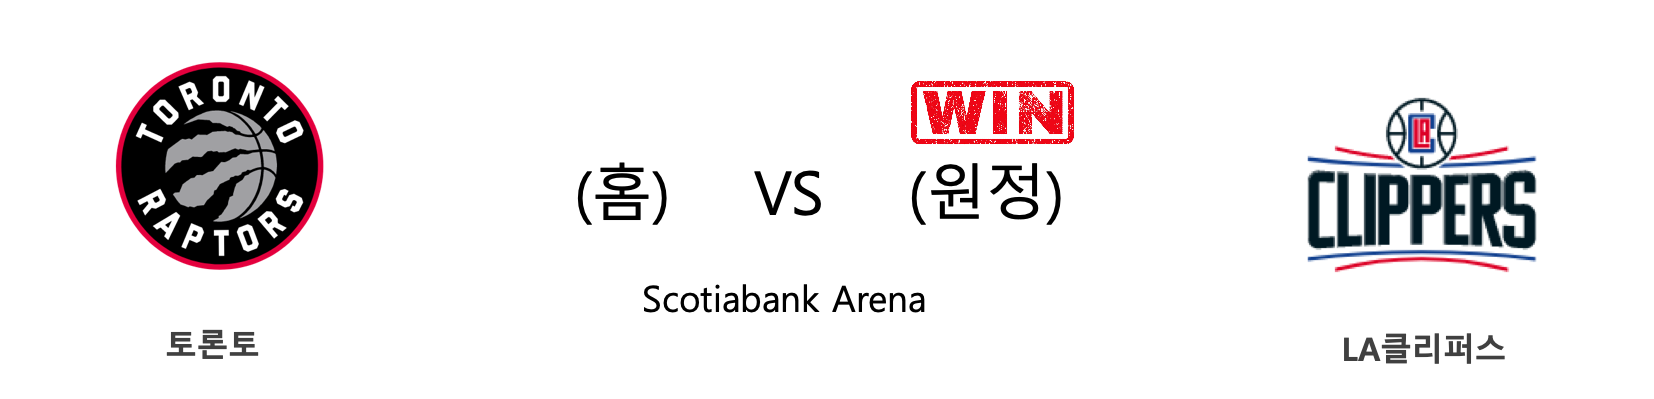 TORONTO
RAPTORS
WIN
(홈) VS (원정)
Scotiabank Arena
LAC
CLIPPERS
토론토
LA클리퍼스